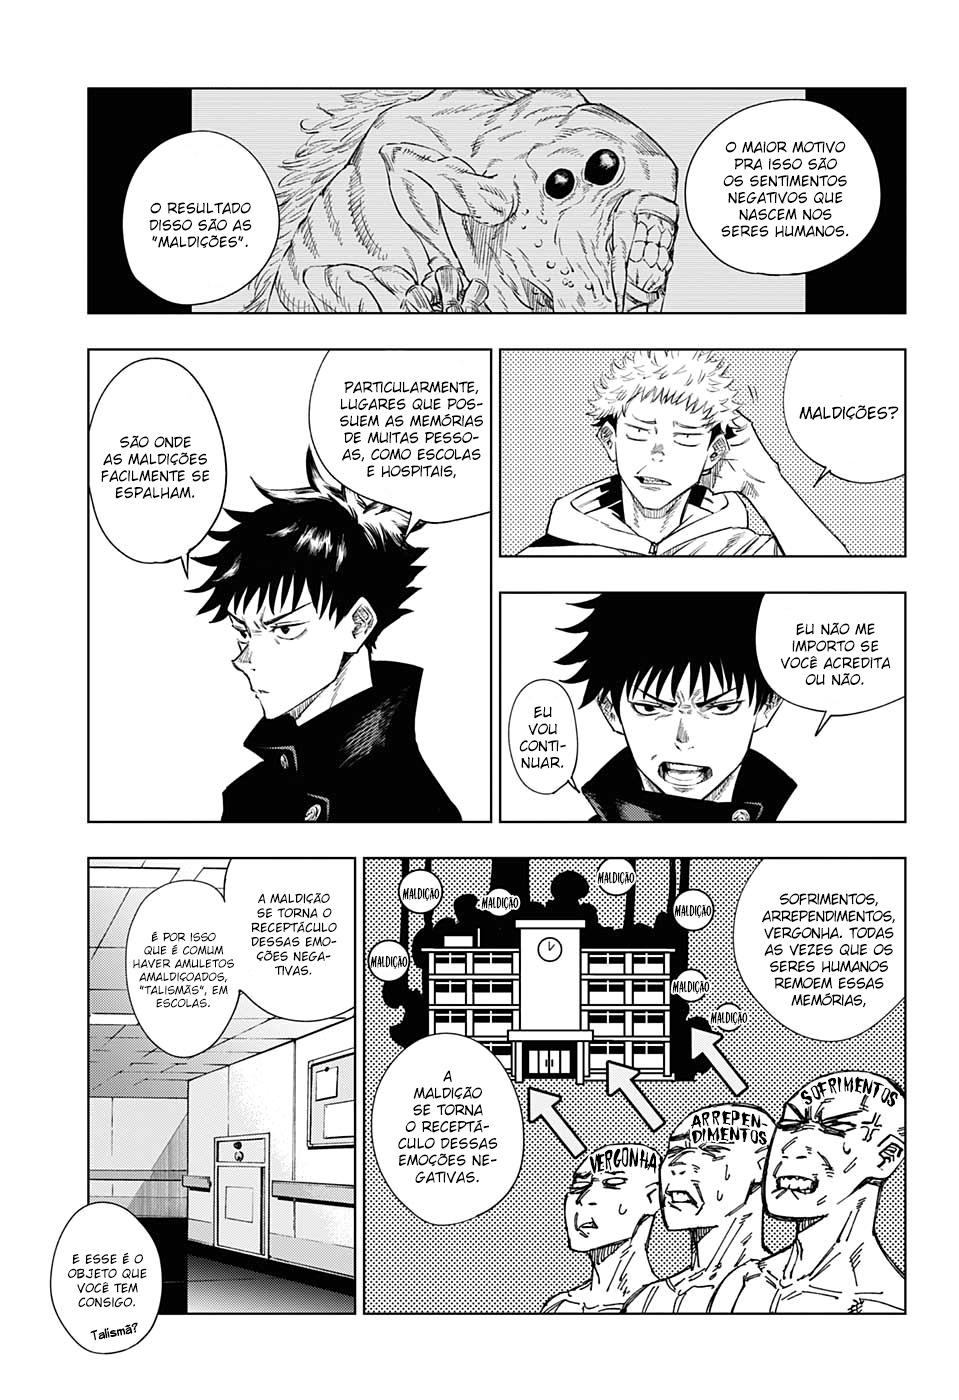 O MAIOR MOTIVO
PRA ISSO SÃO
OS SENTIMENTOS
NEGATIVOS QUE
NASCEM NOS
SERES HUMANOS.
O RESULTADO
DISSO SÃO AS
"MALDIÇÕES".
MALDIÇÕES?
PARTICULARMENTE,
LUGARES QUE POS-
SUEM AS MEMÓRIAS
DE MUITAS PESSO-
AS, COMO ESCOLAS
E HOSPITAIS,
SÃO ONDE
AS MALDIÇÕES
FACILMENTE SE
ESPALHAM.
EU NÃO ME
IMPORTO SE
VOCÊ ACREDITA
OU NÃO.
EU
VOU
CONTI-
NUAR.
SOFRIMENTOS,
ARREPENDIMENTOS,
VERGONHA. TODAS
AS VEZES QUE OS
SERES HUMANOS
REMOEM ESSAS
MEMÓRIAS,
MALDIÇÃO
MALDIÇÃO
MALDIÇÃO
MALDIÇÃO
MALDIÇÃO
MALDIÇÃO
MALDIÇÃO
SOFRIMENTOS
ARREPEN-
DIMENTOS
VERGONHA
A
MALDIÇÃO
SE TORNA
O RECEPTÁ-
CULO DESSAS
EMOÇÕES NE-
GATIVAS.
A MALDIÇÃO
SE TORNA O
RECEPTÁCULO
DESSAS EMO-
ÇÕES NEGA-
TIVAS.
É POR ISSO
QUE É COMUM
HAVER AMULETOS
AMALDIÇOADOS,
"TALISMÃS", EM
ESCOLAS.
E ESSE É O
OBJETO QUE
VOCÊ TEM
CONSIGO.
Talismã?